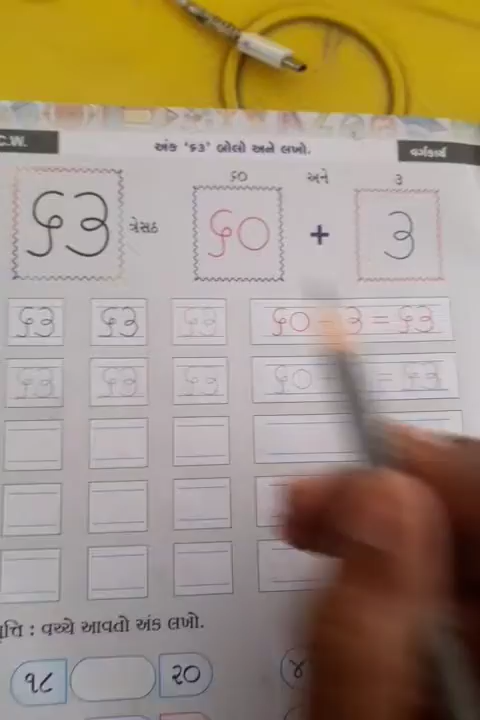 C.W.
અંક ‘૬૩’ બોલો અને લખો.
વર્ગકાર્ય
૬૦ અને ૩
૬૩ ત્રેસઠ ૬૦ + ૩
૬૩ ૬૩ ૬૩ ૬૦ + ૩ = ૬૩
૬૩ ૬૩ ૬૩ ૬૦ = ૬૩
: વચ્ચે આવતો અંક લખો.
૧૮ ૨૦ ૪